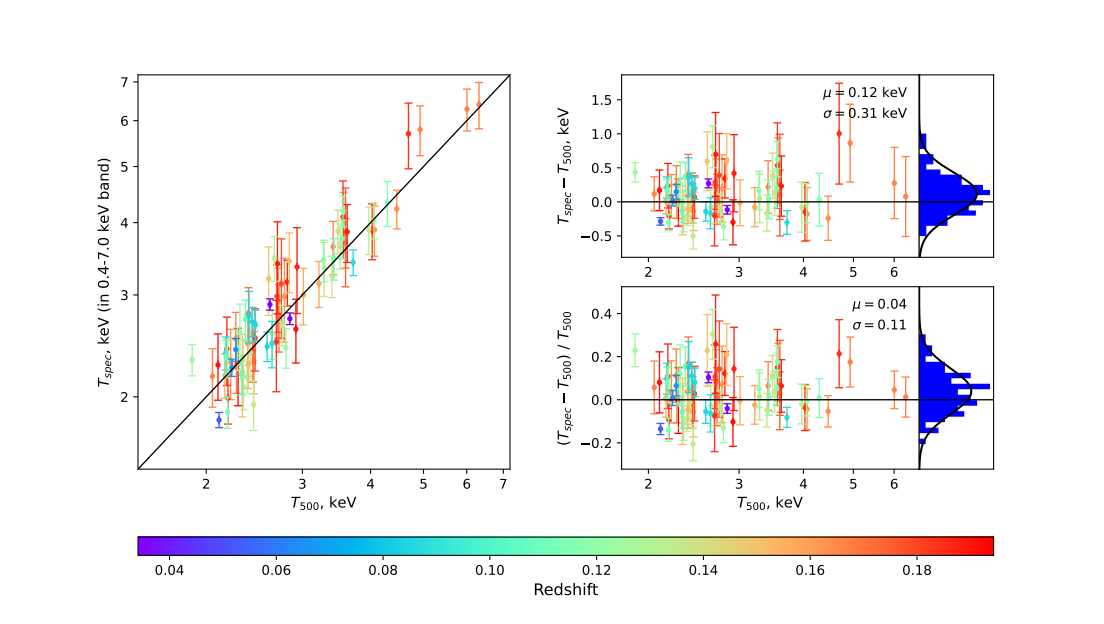 7
6
5
4
3
2
T_spec, keV (in 0.4-7.0 keV band)
2 3 4 5 6 7
T_500, keV
1.5
1.0
0.5
0.0
−0.5
T_spec − T_500, keV
μ = 0.12 keV
σ = 0.31 keV
2 3 4 5 6
0.4
0.2
0.0
−0.2
(T_spec − T_500) / T_500
μ = 0.04
σ = 0.11
2 3 4 5 6
T_500, keV
0.04 0.06 0.08 0.10 0.12 0.14 0.16 0.18
Redshift